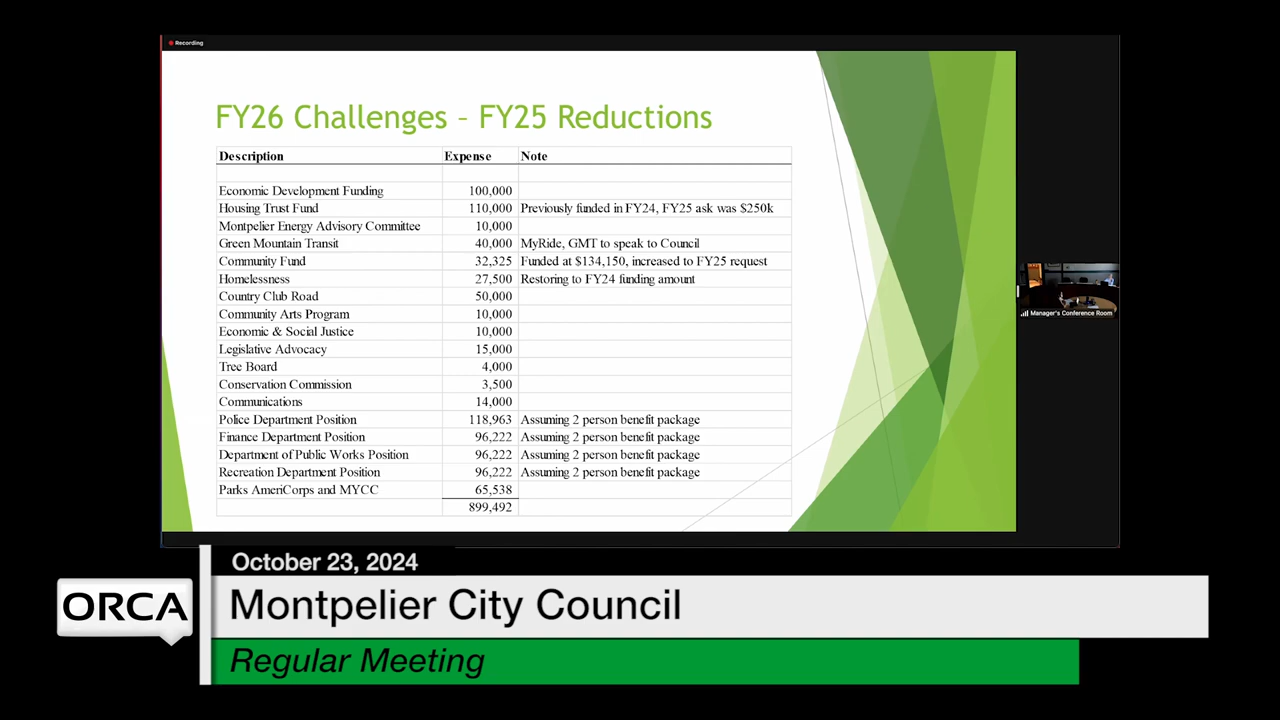 Recording
FY26 Challenges – FY25 Reductions
Description Expense Note
Economic Development Funding 100,000
Housing Trust Fund 110,000 Previously funded in FY24, FY25 ask was $250k
Montpelier Energy Advisory Committee 10,000
Green Mountain Transit 40,000 MyRide, GMT to speak to Council
Community Fund 32,325 Funded at $134,150, increased to FY25 request
Homelessness 27,500 Restoring to FY24 funding amount
Country Club Road 50,000
Community Arts Program 10,000
Economic & Social Justice 10,000
Legislative Advocacy 15,000
Tree Board 4,000
Conservation Commission 3,500
Communications 14,000
Police Department Position 118,963 Assuming 2 person benefit package
Finance Department Position 96,222 Assuming 2 person benefit package
Department of Public Works Position 96,222 Assuming 2 person benefit package
Recreation Department Position 96,222 Assuming 2 person benefit package
Parks AmeriCorps and MYCC 65,538
899,492
Manager's Conference Room
October 23, 2024
ORCA
Montpelier City Council
Regular Meeting